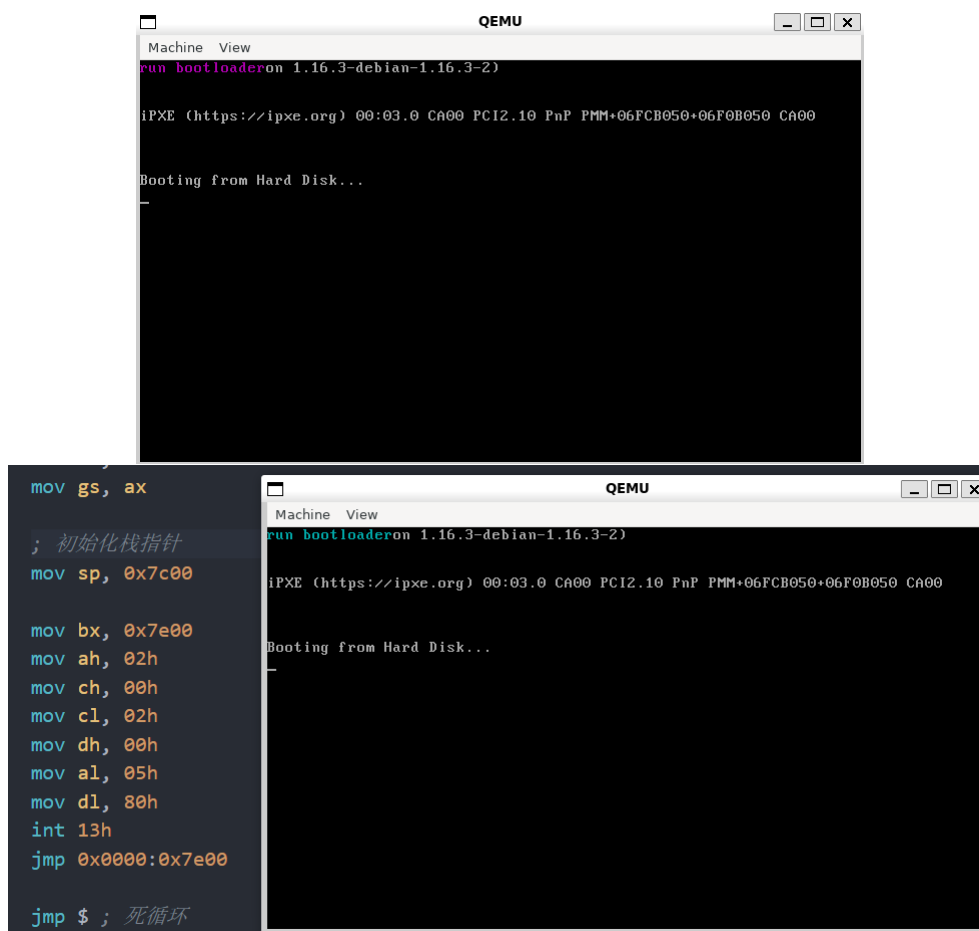 QEMU
Machine View
run bootloaderon 1.16.3-debian-1.16.3-2)
iPXE (https://ipxe.org) 00:03.0 CA00 PCI2.10 PnP PMM+06FCB050+06F0B050 CA00
Booting from Hard Disk...
mov gs, ax
; 初始化栈指针
mov sp, 0x7c00
mov bx, 0x7e00
mov ah, 02h
mov ch, 00h
mov cl, 02h
mov dh, 00h
mov al, 05h
mov dl, 80h
int 13h
jmp 0x0000:0x7e00
jmp $ ; 死循环
QEMU
Machine View
run bootloaderon 1.16.3-debian-1.16.3-2)
iPXE (https://ipxe.org) 00:03.0 CA00 PCI2.10 PnP PMM+06FCB050+06F0B050 CA00
Booting from Hard Disk...